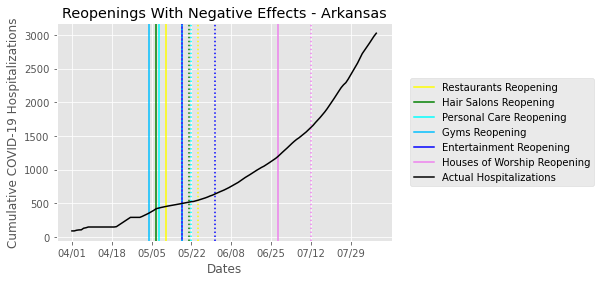 Reopenings With Negative Effects - Arkansas
Cumulative COVID-19 Hospitalizations
3000
2500
2000
1500
1000
500
0
04/01 04/18 05/05 05/22 06/08 06/25 07/12 07/29
Dates
Restaurants Reopening
Hair Salons Reopening
Personal Care Reopening
Gyms Reopening
Entertainment Reopening
Houses of Worship Reopening
Actual Hospitalizations